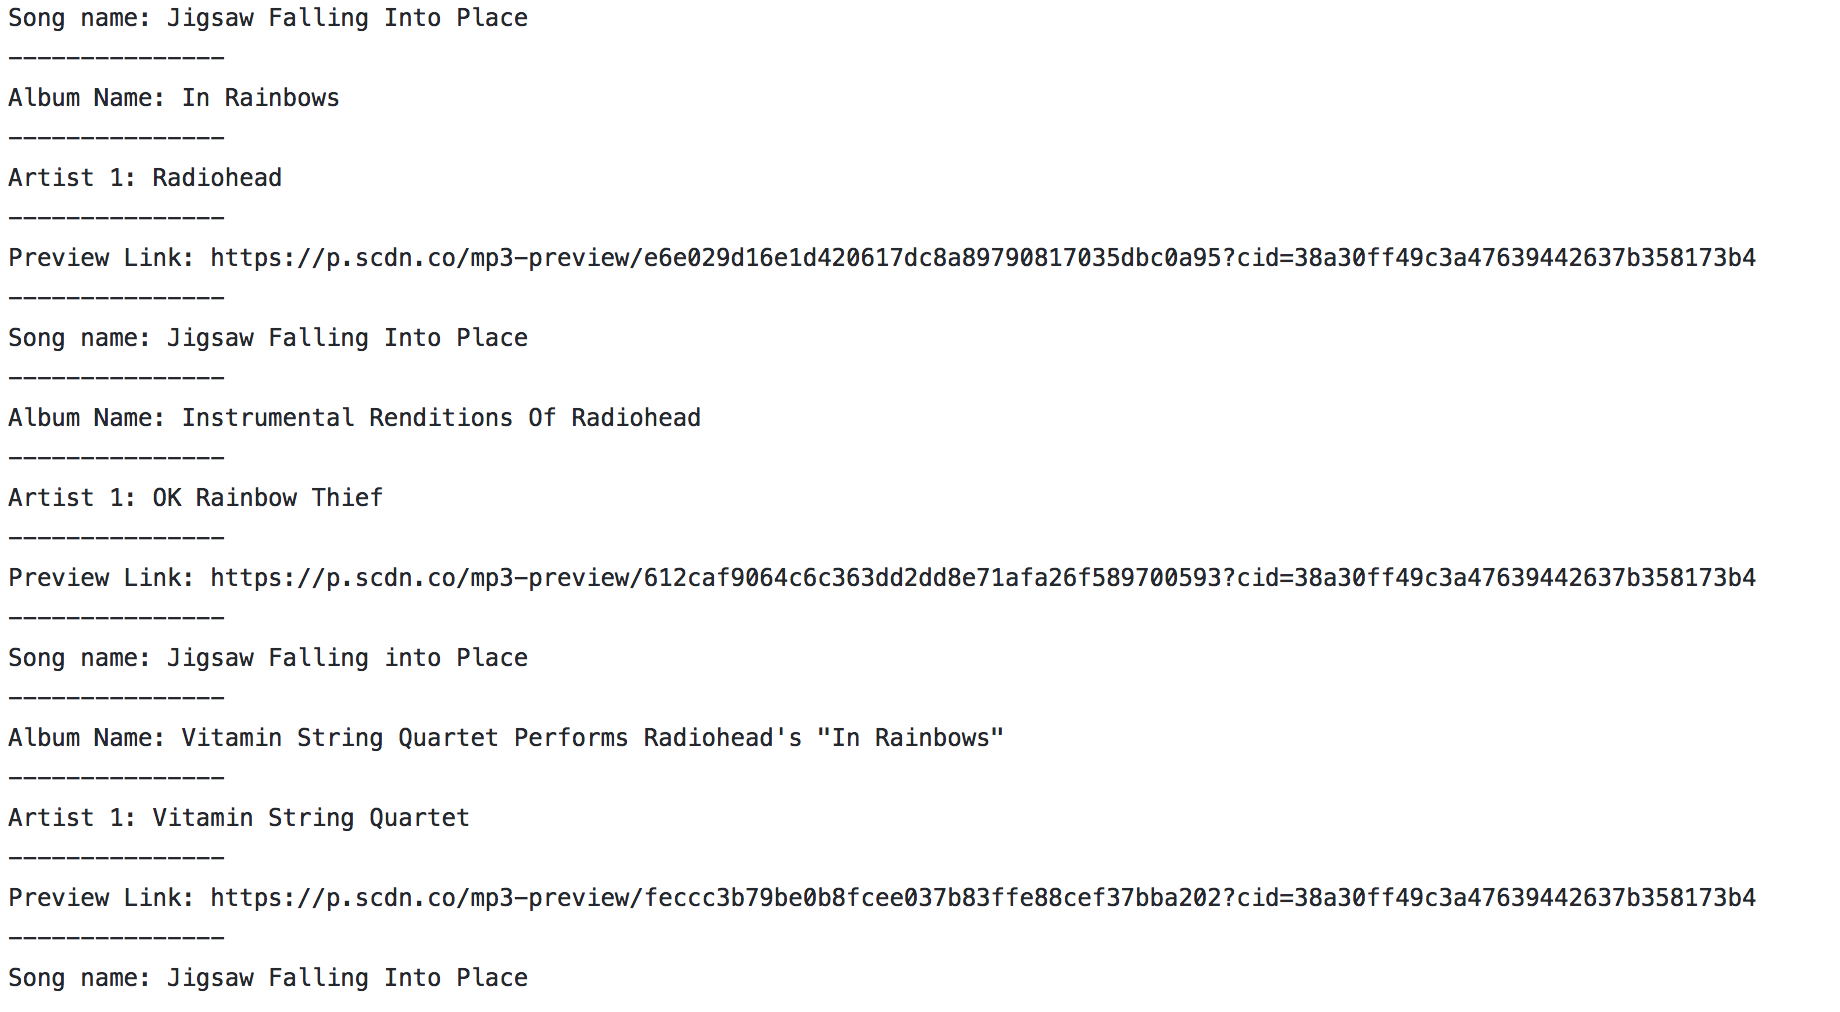 Song name: Jigsaw Falling Into Place
---------------
Album Name: In Rainbows
---------------
Artist 1: Radiohead
---------------
Preview Link: https://p.scdn.co/mp3-preview/e6e029d16e1d420617dc8a89790817035dbc0a95?cid=38a30ff49c3a47639442637b358173b4
---------------
Song name: Jigsaw Falling Into Place
---------------
Album Name: Instrumental Renditions Of Radiohead
---------------
Artist 1: OK Rainbow Thief
---------------
Preview Link: https://p.scdn.co/mp3-preview/612caf9064c6c363dd2dd8e71afa26f589700593?cid=38a30ff49c3a47639442637b358173b4
---------------
Song name: Jigsaw Falling into Place
---------------
Album Name: Vitamin String Quartet Performs Radiohead's "In Rainbows"
---------------
Artist 1: Vitamin String Quartet
---------------
Preview Link: https://p.scdn.co/mp3-preview/feccc3b79be0b8fcee037b83ffe88cef37bba202?cid=38a30ff49c3a47639442637b358173b4
---------------
Song name: Jigsaw Falling Into Place